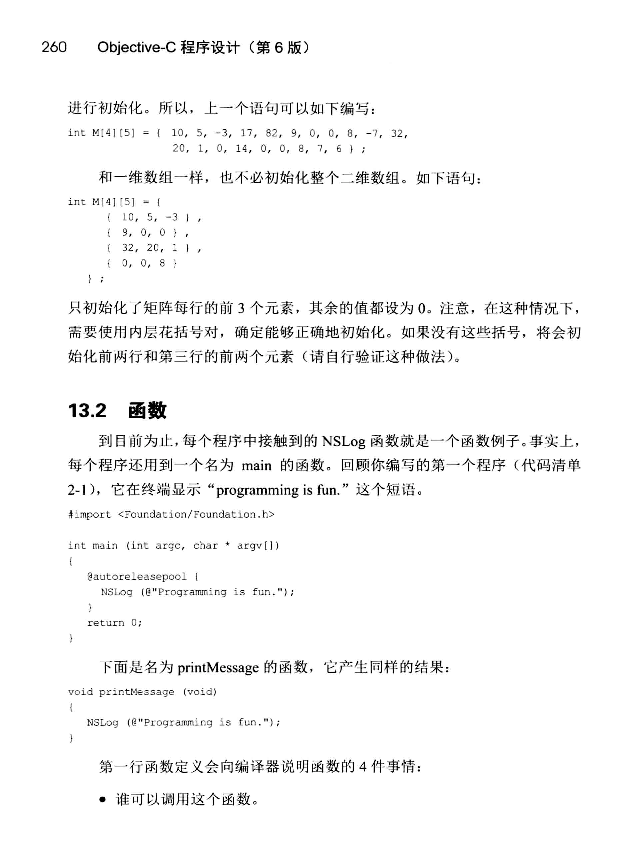 260 Objective-C 程序设计（第 6 版）
进行初始化。所以，上一个语句可以如下编写：
int M[4][5] = { 10, 5, -3, 17, 82, 9, 0, 0, 8, -7, 32,
20, 1, 0, 14, 0, 0, 8, 7, 6 } ;
和一维数组一样，也不必初始化整个二维数组。如下语句：
int M[4][5] = {
{ 10, 5, -3 } ,
{ 9, 0, 0 } ,
{ 32, 20, 1 } ,
{ 0, 0, 8 }
} ;
只初始化了矩阵每行的前 3 个元素，其余的值都设为 0。注意，在这种情况下，
需要使用内层花括号对，确定能够正确地初始化。如果没有这些括号，将会初
始化前两行和第三行的前两个元素（请自行验证这种做法）。
13.2 函数
到目前为止，每个程序中接触到的 NSLog 函数就是一个函数例子。事实上，
每个程序还用到一个名为 main 的函数。回顾你编写的第一个程序（代码清单
2-1），它在终端显示“programming is fun.”这个短语。
#import <Foundation/Foundation.h>
int main (int argc, char * argv[])
{
@autoreleasepool {
NSLog (@"Programming is fun.");
}
return 0;
}
下面是名为 printMessage 的函数，它产生同样的结果：
void printMessage (void)
{
NSLog (@"Programming is fun.");
}
第一行函数定义会向编译器说明函数的 4 件事情：
● 谁可以调用这个函数。